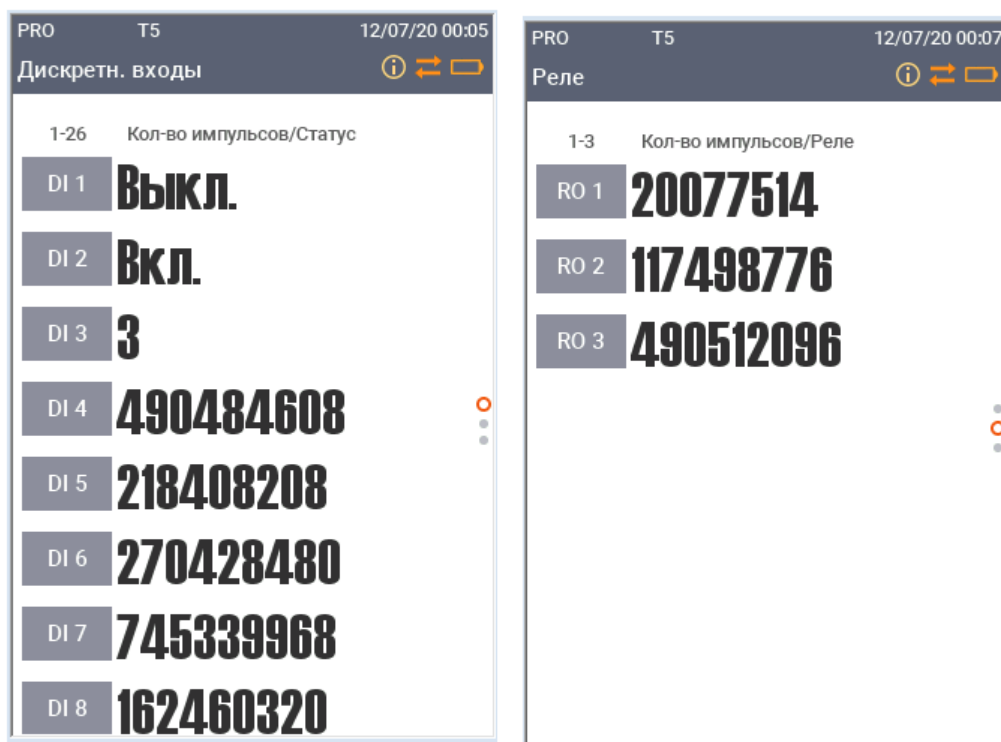 PRO T5 12/07/20 00:05
Дискретн. входы
1-26 Кол-во импульсов/Статус
DI 1 Выкл.
DI 2 Вкл.
DI 3 3
DI 4 490484608
DI 5 218408208
DI 6 270428480
DI 7 745339968
DI 8 162460320
PRO T5 12/07/20 00:07
Реле
1-3 Кол-во импульсов/Реле
RO 1 20077514
RO 2 117498776
RO 3 490512096